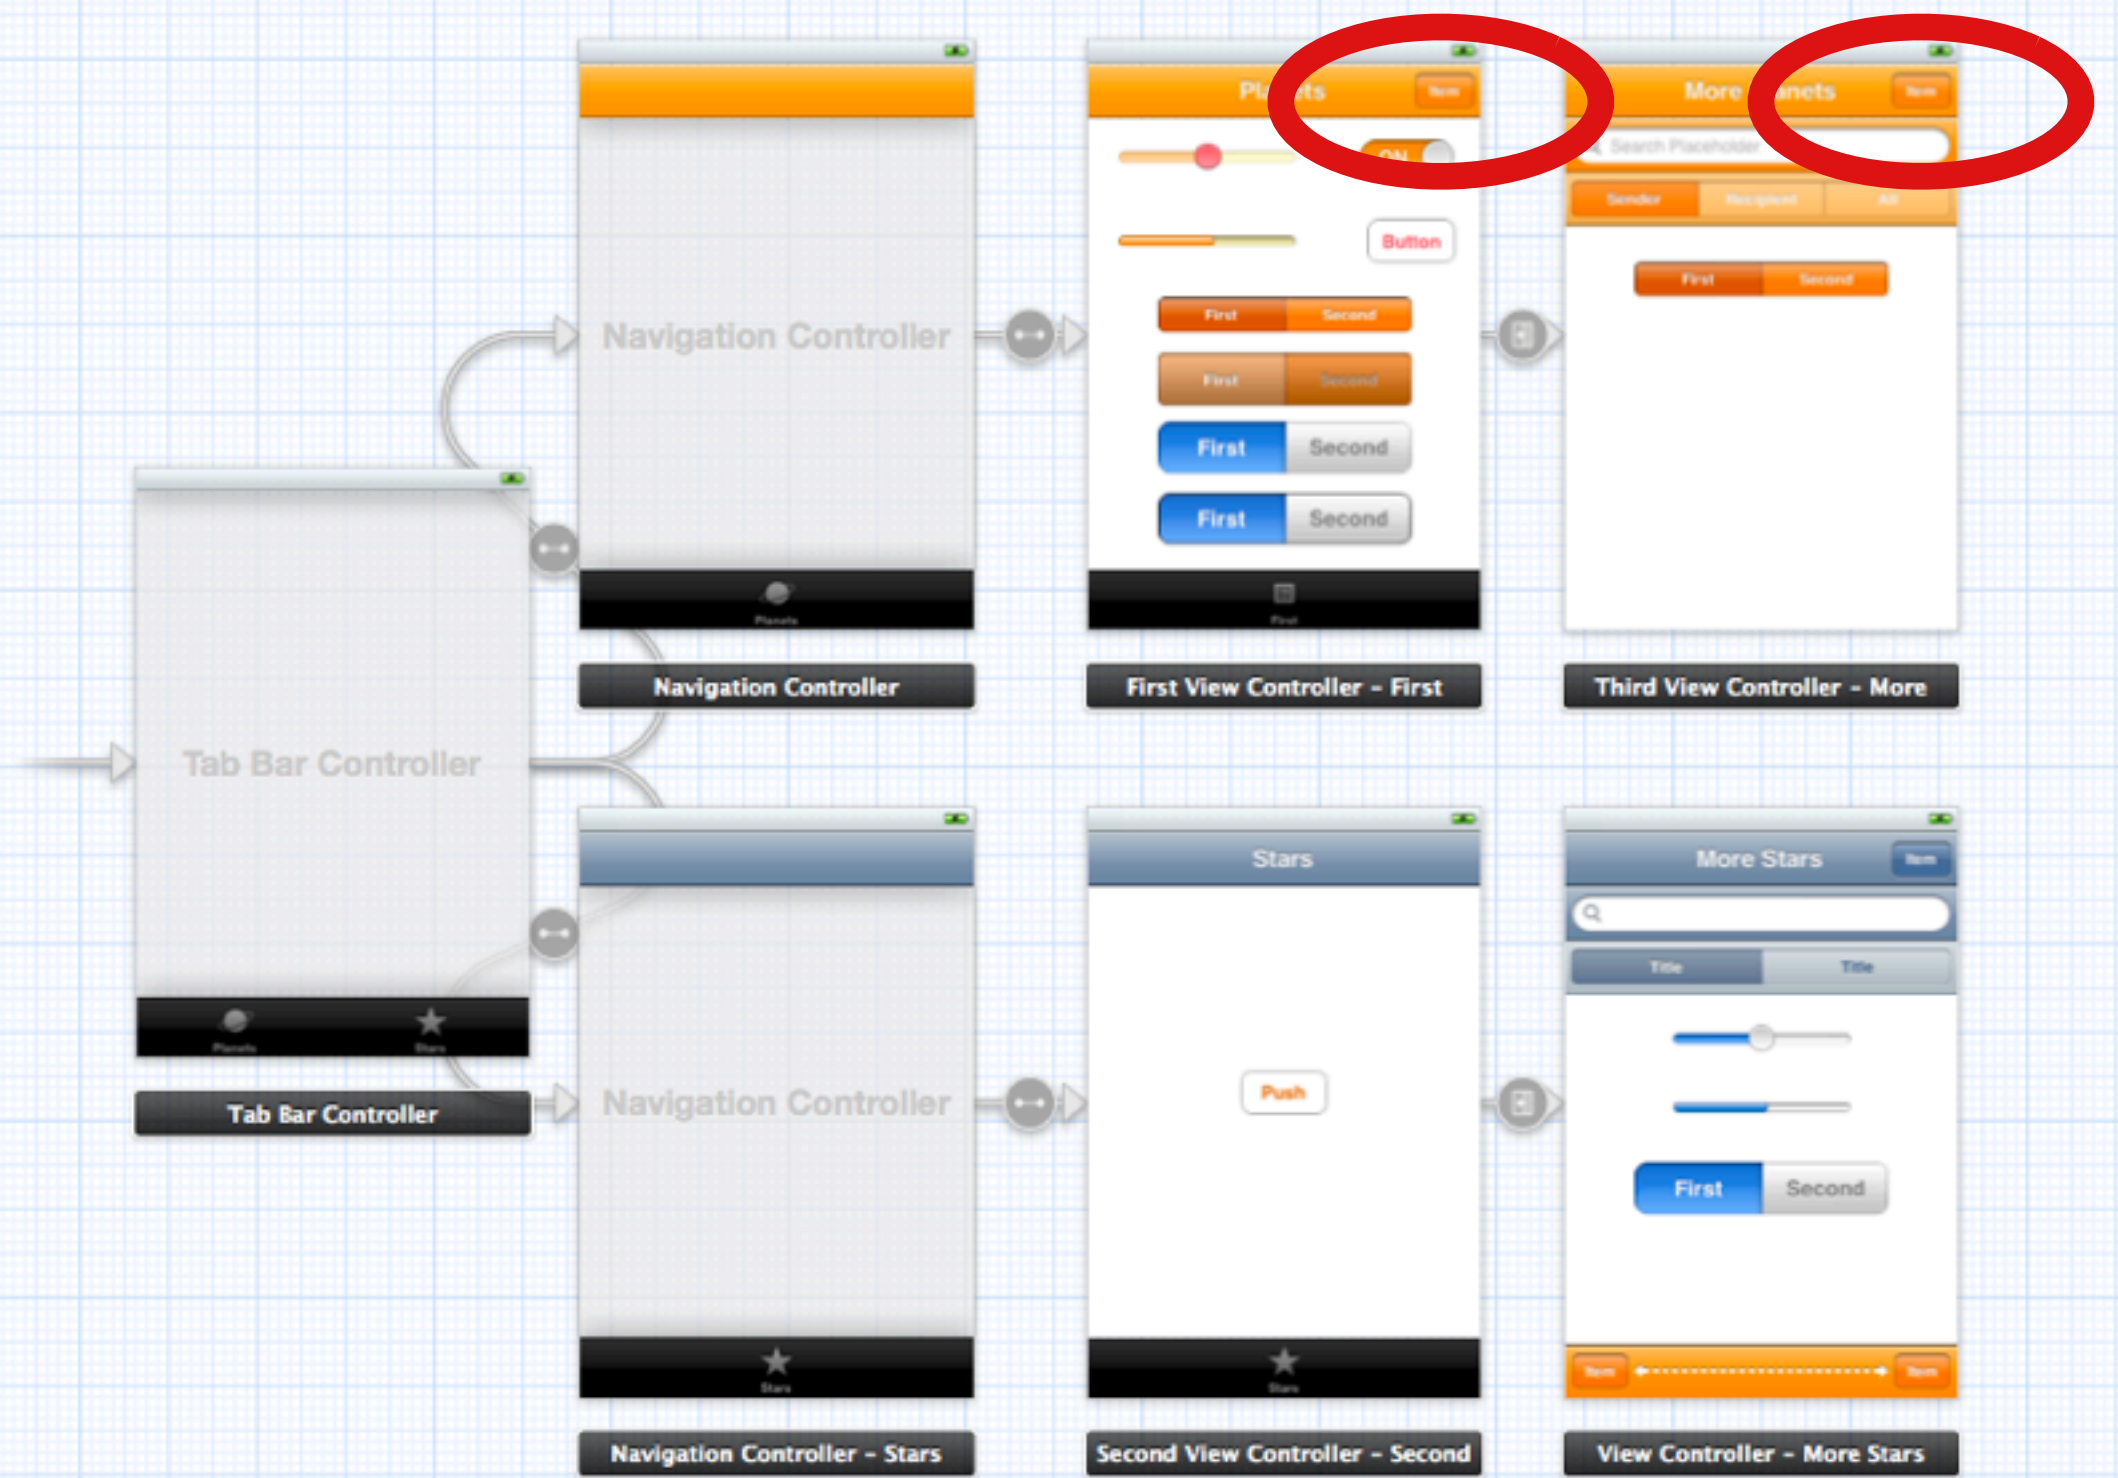 Planets
Item
More Planets
Item
ON
Search Placeholder
Sender
Recipient
All
Button
First
Second
First
Second
Navigation Controller
First
Second
First
Second
First
Second
Planets
First
Navigation Controller
First View Controller - First
Third View Controller - More
Tab Bar Controller
Stars
More Stars
Item
Title
Title
Planets
Stars
Tab Bar Controller
Navigation Controller
Push
First
Second
Stars
Stars
Item
Item
Navigation Controller - Stars
Second View Controller - Second
View Controller - More Stars